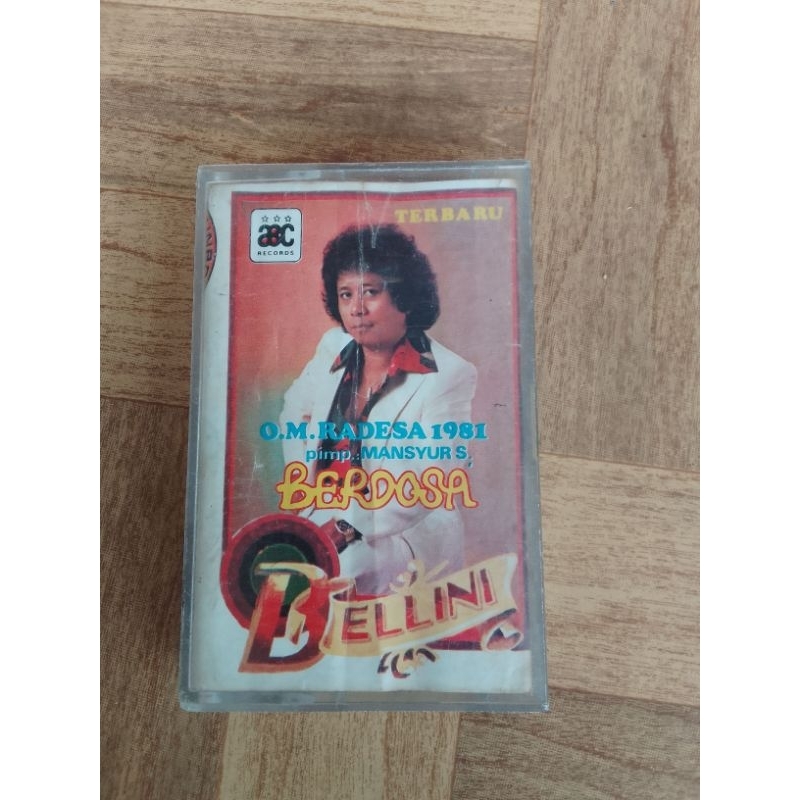 TERBARU
ABC
RECORDS
O.M. RADESA 1981
pimp.: MANSYUR S.
BERDOSA
BELLINI